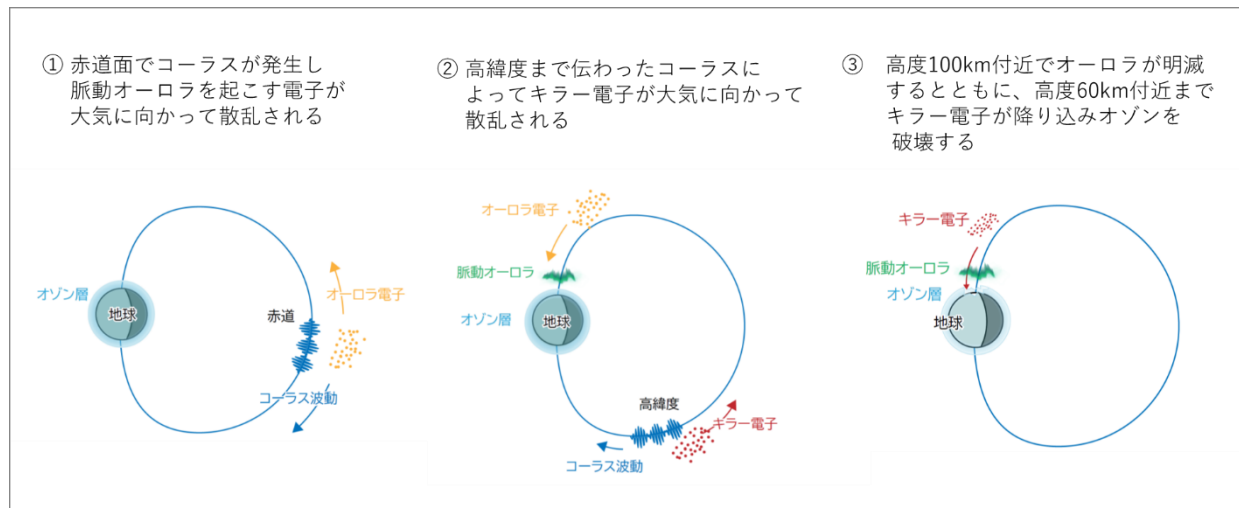 ① 赤道面でコーラスが発生し
脈動オーロラを起こす電子が
大気に向かって散乱される
オゾン層
地球
赤道
オーロラ電子
コーラス波動
② 高緯度まで伝わったコーラスに
よってキラー電子が大気に向かって
散乱される
オーロラ電子
脈動オーロラ
オゾン層
地球
高緯度
キラー電子
コーラス波動
③ 高度100km付近でオーロラが明滅
するとともに、高度60km付近まで
キラー電子が降り込みオゾンを
破壊する
キラー電子
脈動オーロラ
オゾン層
地球